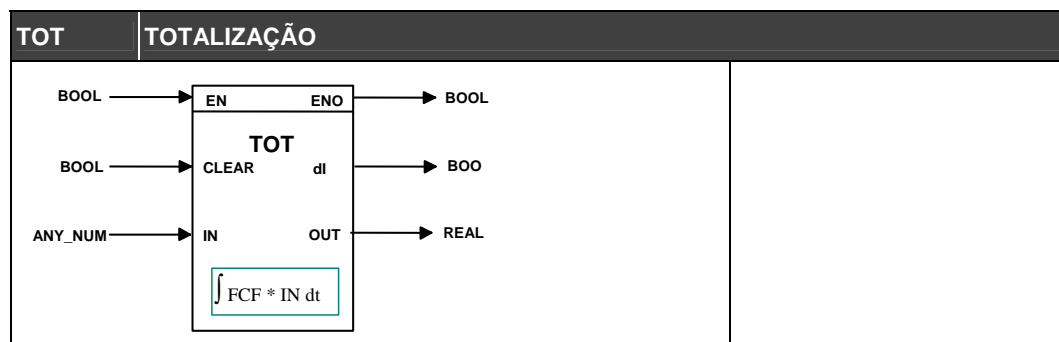 TOT TOTALIZAÇÃO
BOOL EN ENO BOOL
TOT
BOOL CLEAR dI BOO
ANY_NUM IN OUT REAL
∫ FCF * IN dt